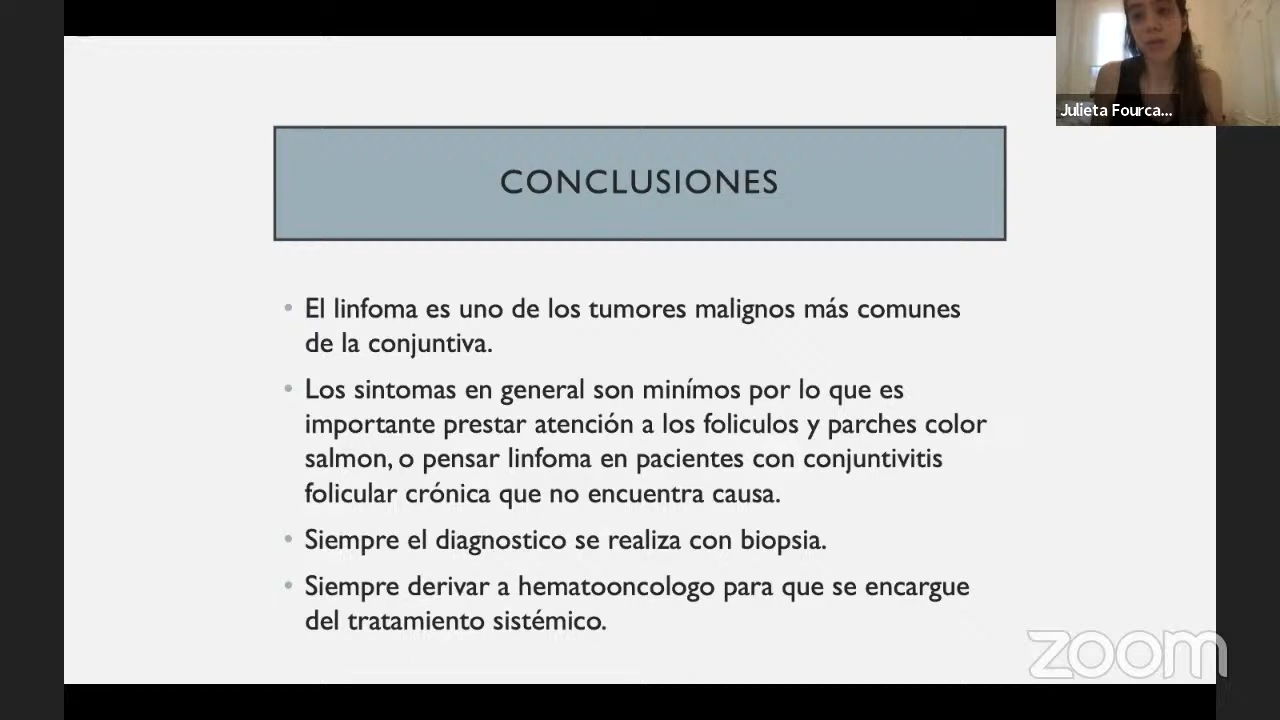 Julieta Fourca...
CONCLUSIONES
• El linfoma es uno de los tumores malignos más comunes
de la conjuntiva.
• Los sintomas en general son minímos por lo que es
importante prestar atención a los foliculos y parches color
salmon, o pensar linfoma en pacientes con conjuntivitis
folicular crónica que no encuentra causa.
• Siempre el diagnostico se realiza con biopsia.
• Siempre derivar a hematooncologo para que se encargue
del tratamiento sistémico.
zoom